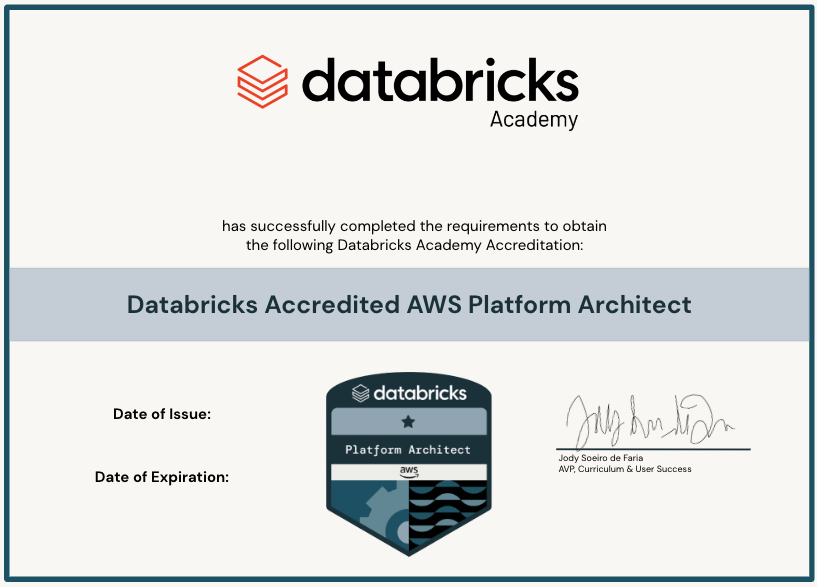 databricks
Academy
has successfully completed the requirements to obtain
the following Databricks Academy Accreditation:
Databricks Accredited AWS Platform Architect
Date of Issue:
Date of Expiration:
databricks
Platform Architect
aws
Jody Soeiro de Faria
AVP, Curriculum & User Success